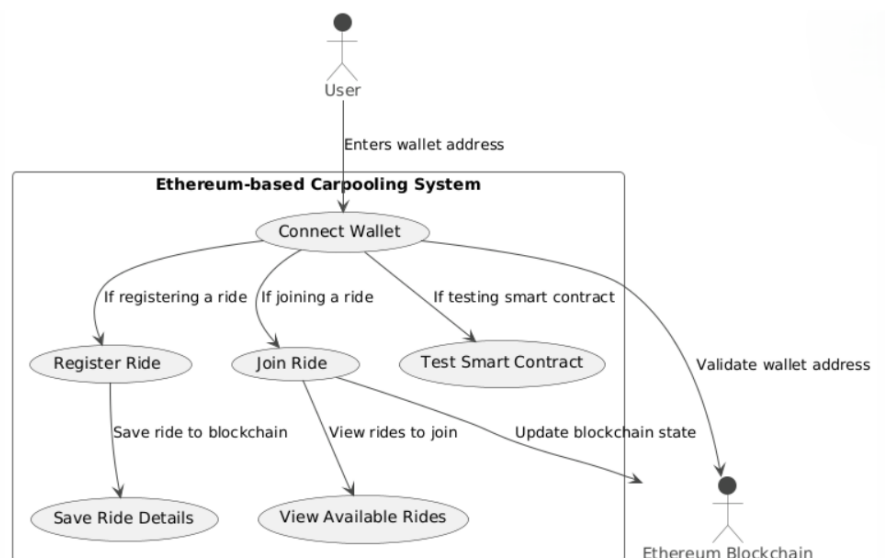 User
Enters wallet address
Ethereum-based Carpooling System
Connect Wallet
If registering a ride
If joining a ride
If testing smart contract
Register Ride
Join Ride
Test Smart Contract
Validate wallet address
Save ride to blockchain
View rides to join
Update blockchain state
Save Ride Details
View Available Rides
Ethereum Blockchain